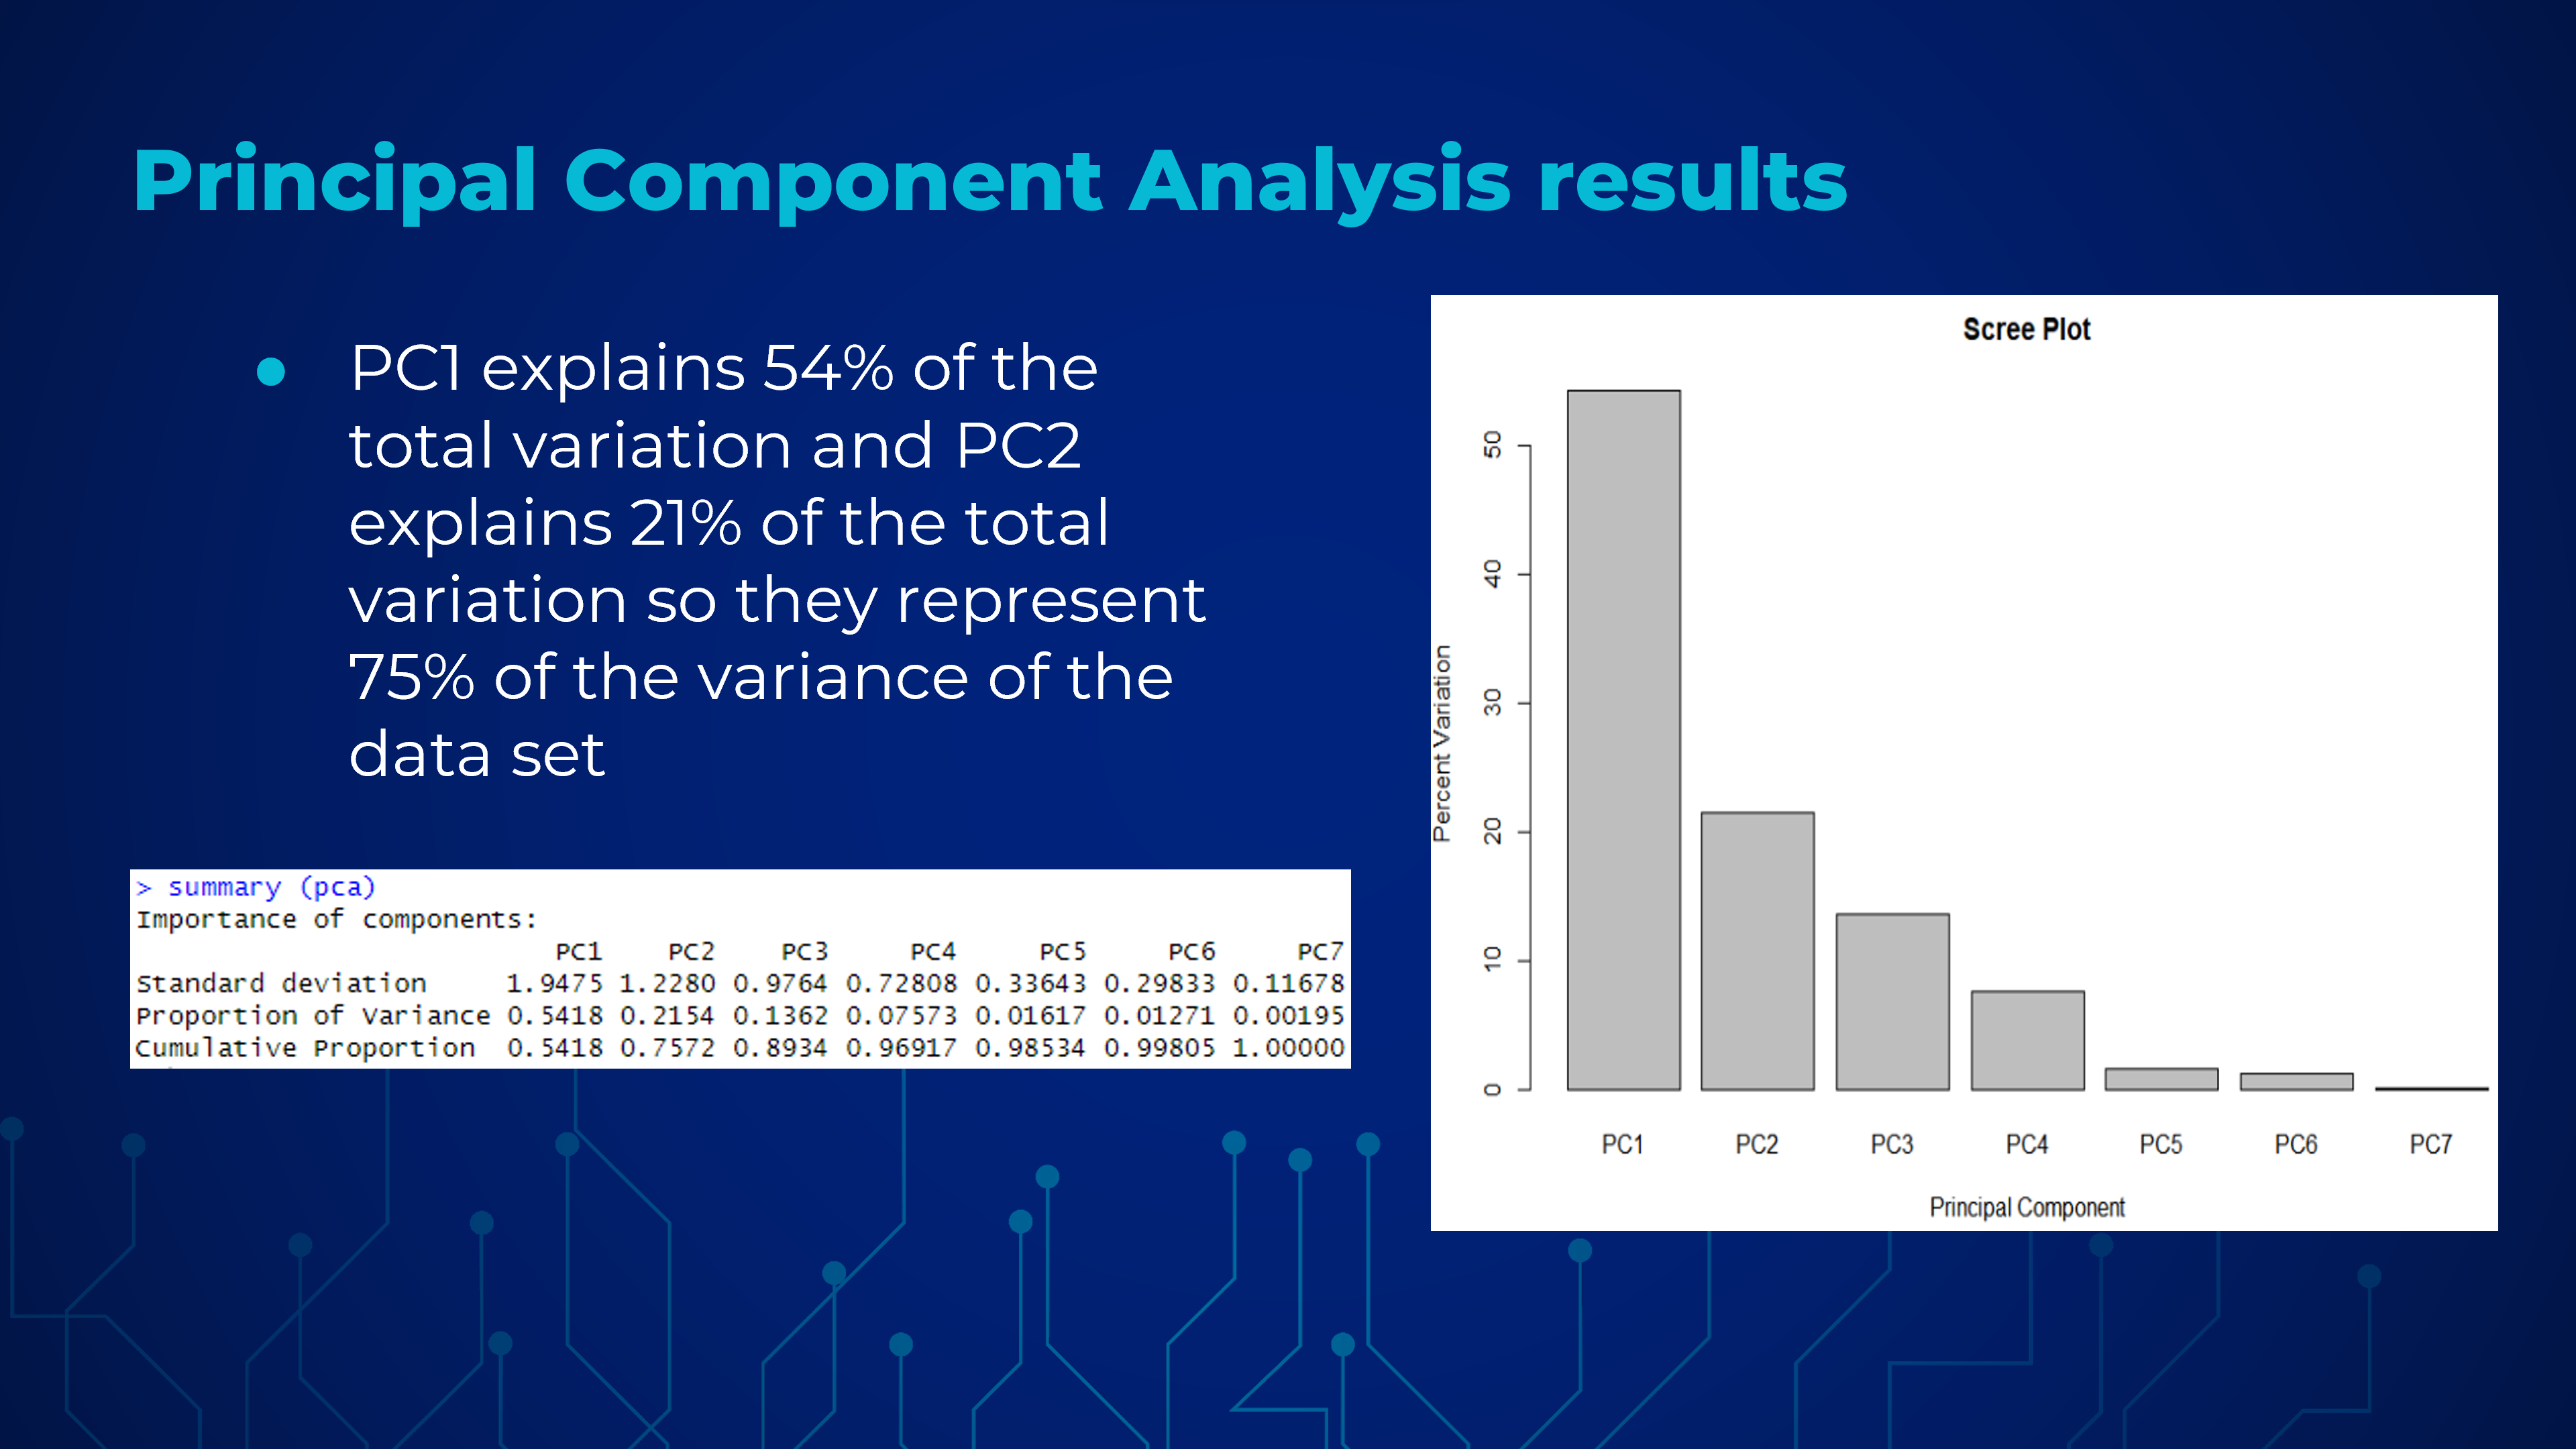 Principal Component Analysis results
● PC1 explains 54% of the
total variation and PC2
explains 21% of the total
variation so they represent
75% of the variance of the
data set
> summary (pca)
Importance of components:
PC1 PC2 PC3 PC4 PC5 PC6 PC7
Standard deviation 1.9475 1.2280 0.9764 0.72808 0.33643 0.29833 0.11678
Proportion of Variance 0.5418 0.2154 0.1362 0.07573 0.01617 0.01271 0.00195
Cumulative Proportion 0.5418 0.7572 0.8934 0.96917 0.98534 0.99805 1.00000
Scree Plot
Percent Variation
50
40
30
20
10
0
PC1 PC2 PC3 PC4 PC5 PC6 PC7
Principal Component